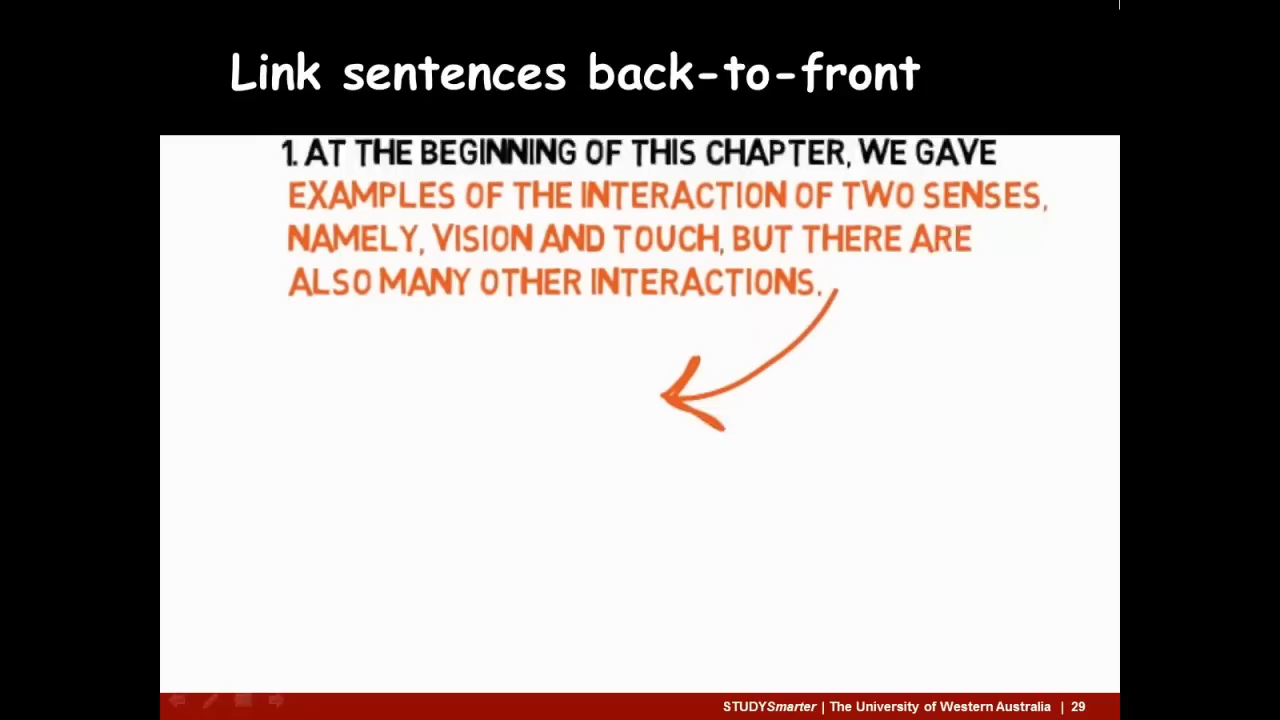 Link sentences back-to-front
1. AT THE BEGINNING OF THIS CHAPTER, WE GAVE
EXAMPLES OF THE INTERACTION OF TWO SENSES,
NAMELY, VISION AND TOUCH, BUT THERE ARE
ALSO MANY OTHER INTERACTIONS.
STUDYSmarter | The University of Western Australia | 29